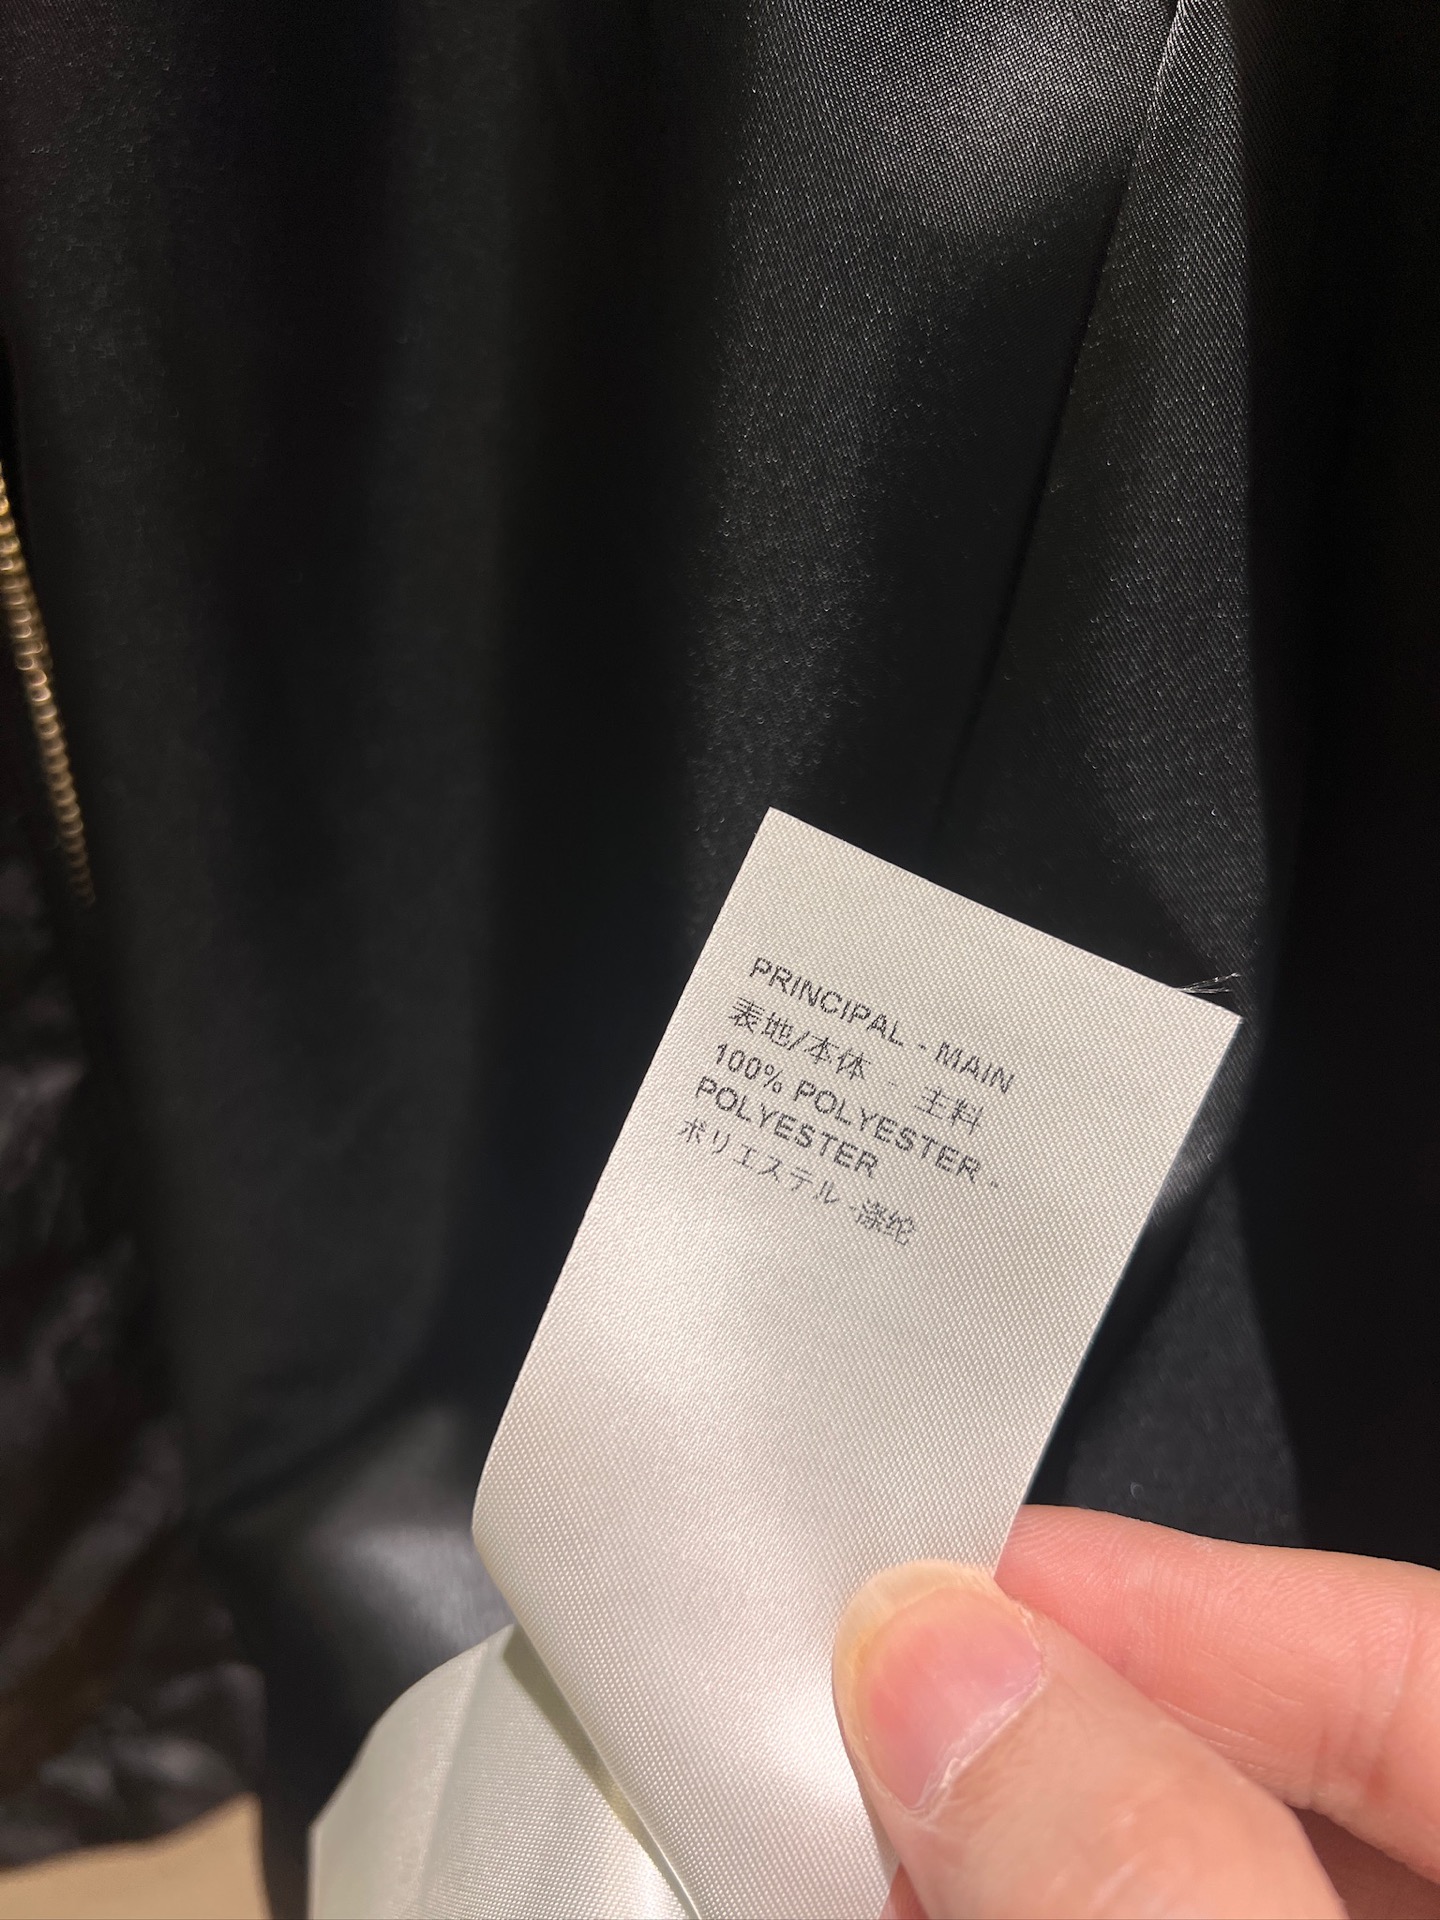 PRINCIPAL - MAIN
表地/本体 - 主料
100% POLYESTER -
POLYESTER
ポリエステル -涤纶